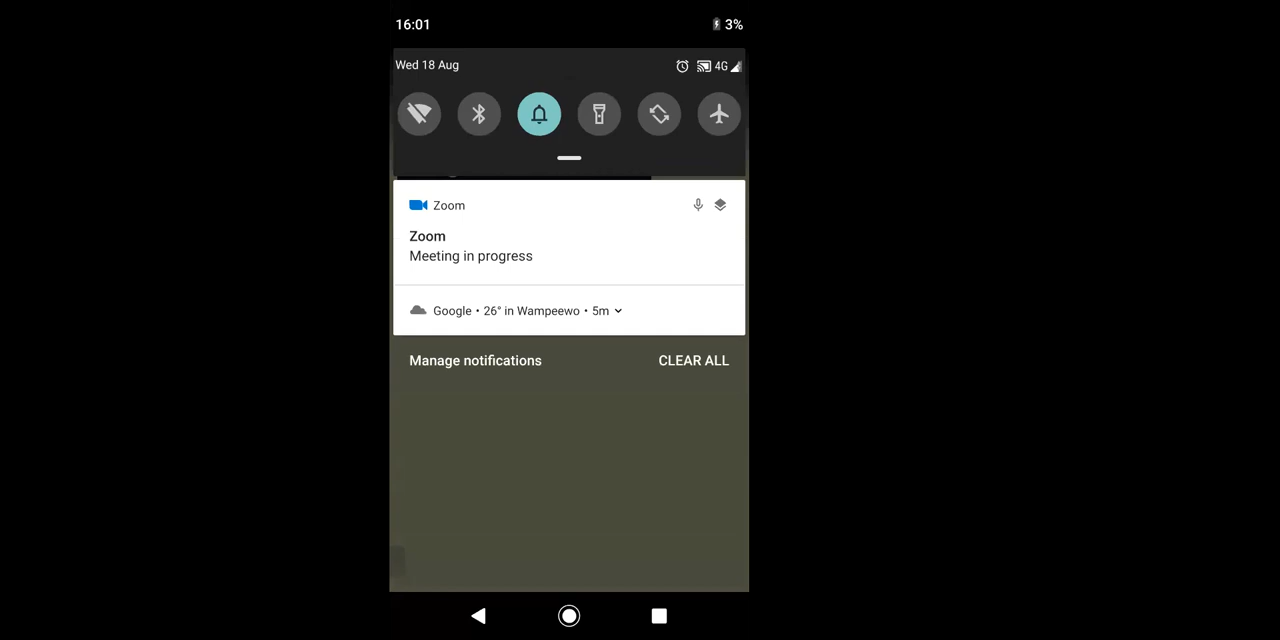 16:01 3%
Wed 18 Aug 4G
Zoom
Zoom
Meeting in progress
Google • 26° in Wampeewo • 5m
Manage notifications CLEAR ALL